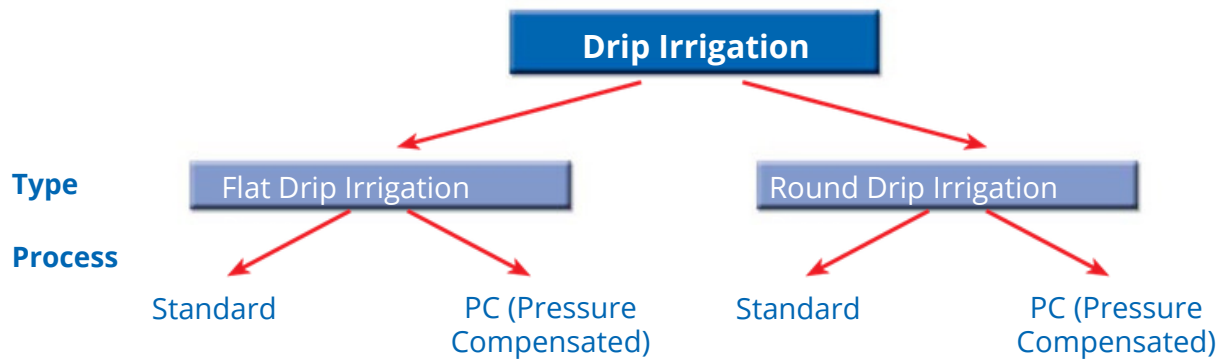 Drip Irrigation
Type
Flat Drip Irrigation
Round Drip Irrigation
Process
Standard
PC (Pressure
Compensated)
Standard
PC (Pressure
Compensated)